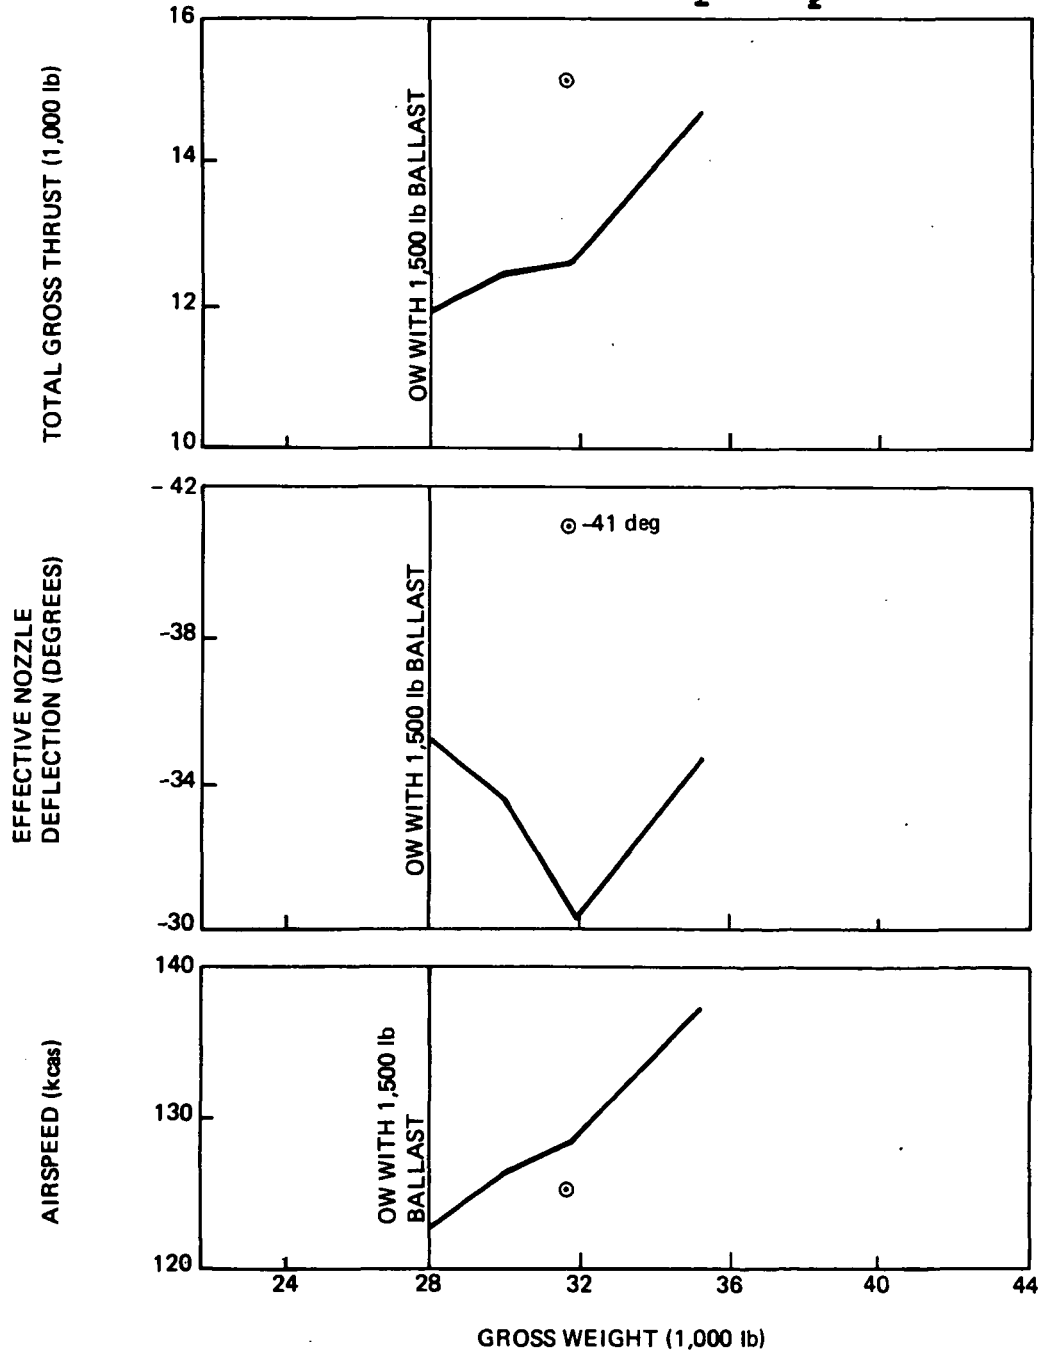 16
14
12
10
TOTAL GROSS THRUST (1,000 lb)
OW WITH 1,500 lb BALLAST
-42
-38
-34
-30
EFFECTIVE NOZZLE
DEFLECTION (DEGREES)
OW WITH 1,500 lb BALLAST
-41 deg
140
130
120
AIRSPEED (kcas)
OW WITH 1,500 lb
BALLAST
24 28 32 36 40 44
GROSS WEIGHT (1,000 lb)